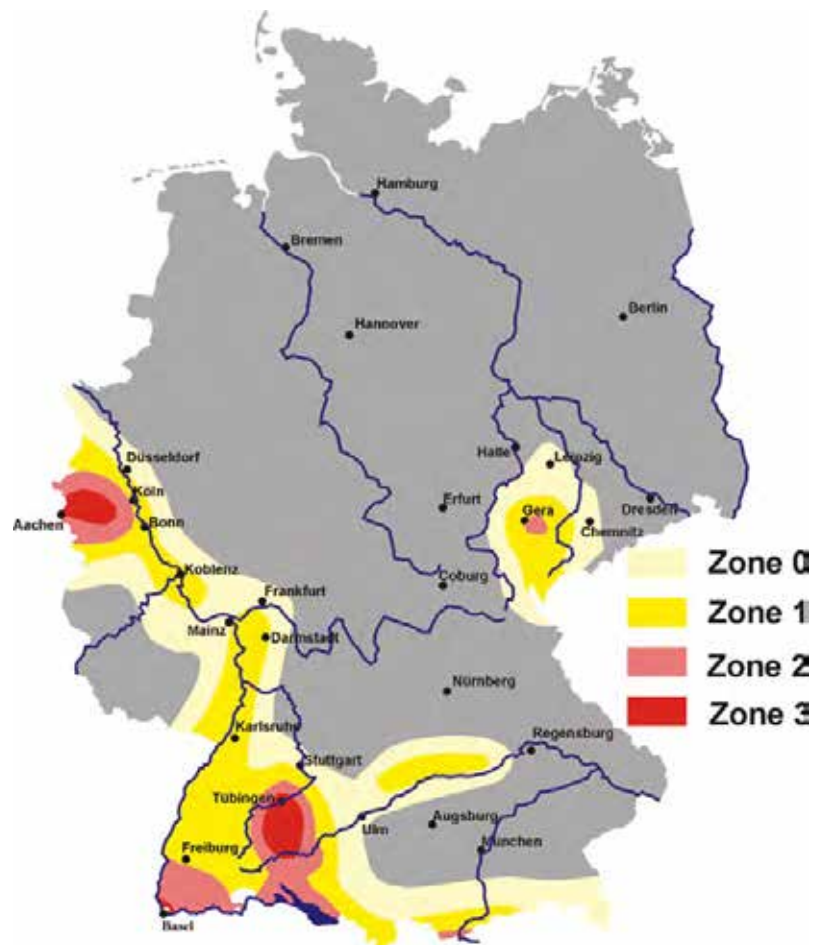 Hamburg
Bremen
Berlin
Hannover
Düsseldorf
Halle
Leipzig
Köln
Erfurt
Gera
Dresden
Aachen
Bonn
Chemnitz
Koblenz
Coburg
Zone 0
Frankfurt
Zone 1
Mainz
Darmstadt
Zone 2
Nürnberg
Zone 3
Karlsruhe
Regensburg
Stuttgart
Tübingen
Ulm
Augsburg
Freiburg
München
Basel